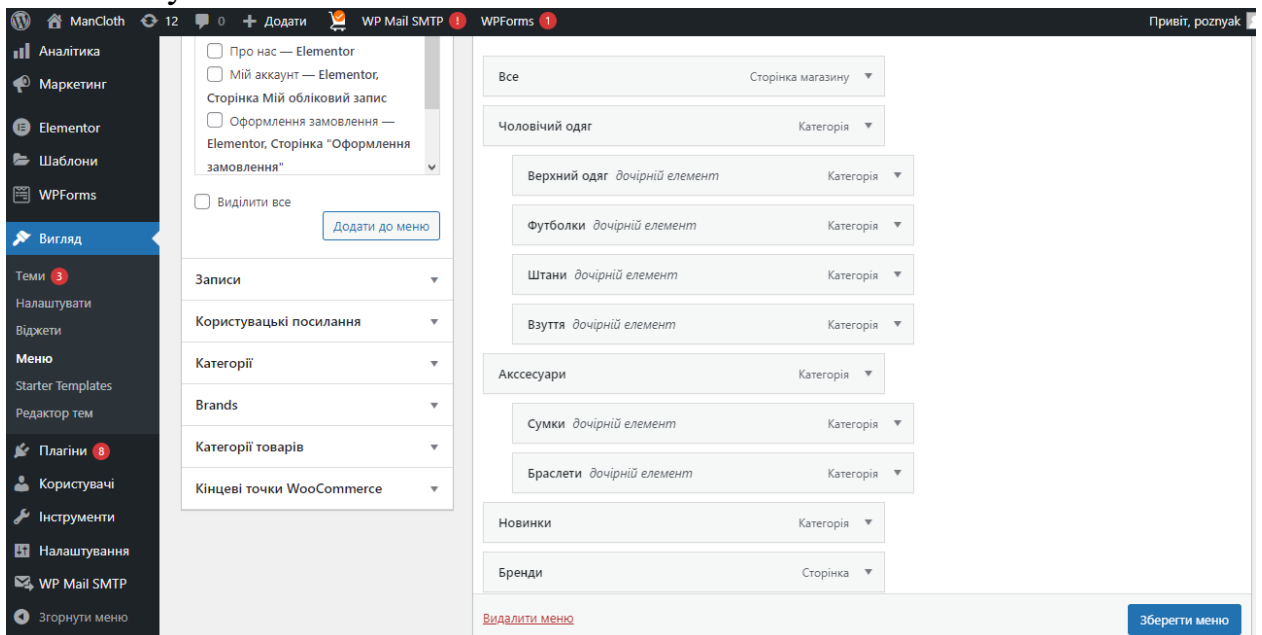 ManCloth 12 0 Додати WP Mail SMTP ! WPForms 1 Привіт, poznyak
Аналітика
Маркетинг
Elementor
Шаблони
WPForms
Вигляд
Теми 3
Налаштувати
Віджети
Меню
Starter Templates
Редактор тем
Плагіни 8
Користувачі
Інструменти
Налаштування
WP Mail SMTP
Згорнути меню
Про нас — Elementor
Мій аккаунт — Elementor,
Сторінка Мій обліковий запис
Оформлення замовлення —
Elementor, Сторінка "Оформлення
замовлення"
Виділити все
Додати до меню
Записи
Користувацькі посилання
Категорії
Brands
Категорії товарів
Кінцеві точки WooCommerce
Все Сторінка магазину
Чоловічий одяг Категорія
Верхний одяг дочірній елемент Категорія
Футболки дочірній елемент Категорія
Штани дочірній елемент Категорія
Взуття дочірній елемент Категорія
Акссесуари Категорія
Сумки дочірній елемент Категорія
Браслети дочірній елемент Категорія
Новинки Категорія
Бренди Сторінка
Видалити меню
Зберегти меню